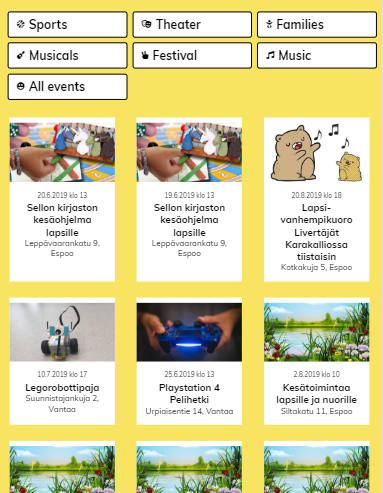 Sports
Theater
Families
Musicals
Festival
Music
All events
20.6.2019 klo 13
Sellon kirjaston
kesäohjelma
lapsille
Leppävaarankatu 9,
Espoo
19.6.2019 klo 13
Sellon kirjaston
kesäohjelma
lapsille
Leppävaarankatu 9,
Espoo
20.8.2019 klo 18
Lapsi-
vanhempikuoro
Livertäjät
Karakalliossa
tiistaisin
Kotkakuja 5, Espoo
10.7.2019 klo 17
Legorobottipaja
Suunnistajankuja 2,
Vantaa
25.6.2019 klo 13
Playstation 4
Pelihetki
Urpiaisentie 14, Vantaa
2.8.2019 klo 10
Kesätoimintaa
lapsille ja nuorille
Siltakatu 11, Espoo